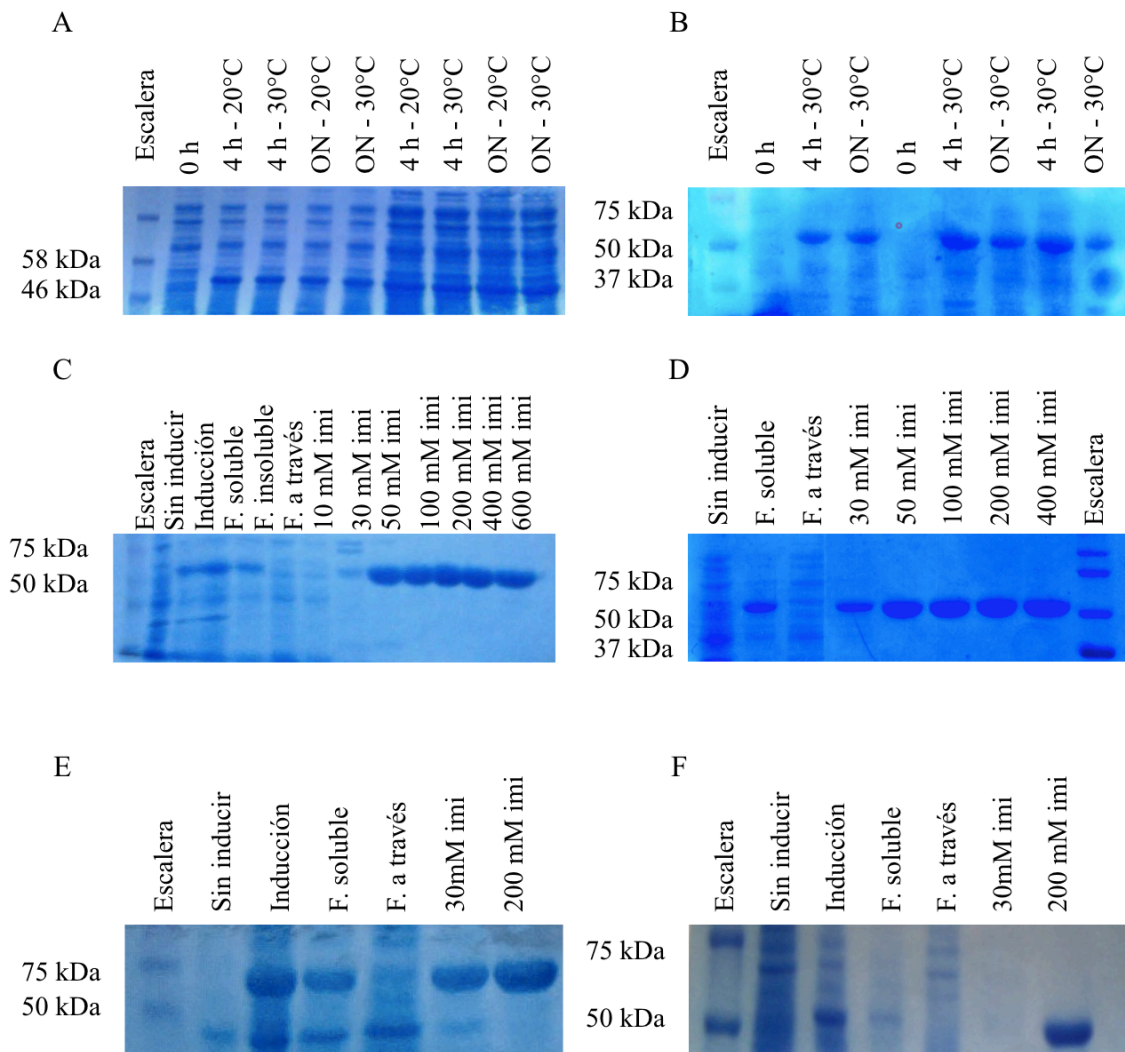 A
Escalera
0 h
4 h - 20°C
4 h - 30°C
ON - 20°C
ON - 30°C
4 h - 20°C
4 h - 30°C
ON - 20°C
ON - 30°C
58 kDa
46 kDa
B
Escalera
0 h
4 h - 30°C
ON - 30°C
0 h
4 h - 30°C
ON - 30°C
4 h - 30°C
ON - 30°C
75 kDa
50 kDa
37 kDa
C
Escalera
Sin inducir
Inducción
F. soluble
F. insoluble
F. a través
10 mM imi
30 mM imi
50 mM imi
100 mM imi
200 mM imi
400 mM imi
600 mM imi
75 kDa
50 kDa
D
Sin inducir
F. soluble
F. a través
30 mM imi
50 mM imi
100 mM imi
200 mM imi
400 mM imi
Escalera
75 kDa
50 kDa
37 kDa
E
Escalera
Sin inducir
Inducción
F. soluble
F. a través
30mM imi
200 mM imi
75 kDa
50 kDa
F
Escalera
Sin inducir
Inducción
F. soluble
F. a través
30mM imi
200 mM imi
75 kDa
50 kDa